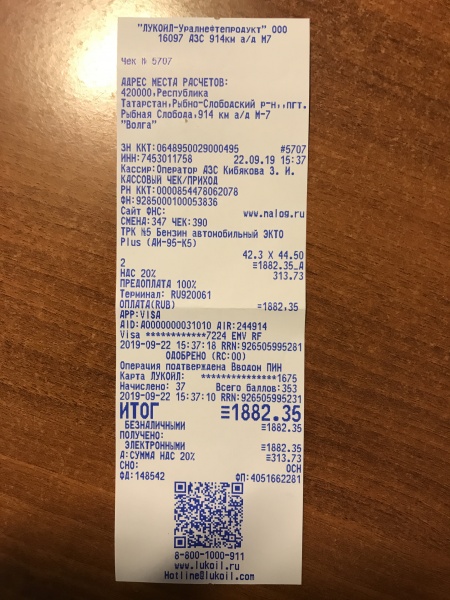 "ЛУКОЙЛ-Уралнефтепродукт" ООО
16097 АЗС 914км а/д М7
Чек № 5707
АДРЕС МЕСТА РАСЧЕТОВ:
420000,Республика
Татарстан,Рыбно-Слободский р-н,,пгт.
Рыбная Слобода,914 км а/д М-7
"Волга"
ЗН ККТ:0648950029000495 #5707
ИНН:7453011758 22.09.19 15:37
Кассир:Оператор АЗС Кибякова З. И.
КАССОВЫЙ ЧЕК/ПРИХОД
РН ККТ:0000854478062078
ФН:9285000100053836
Сайт ФНС: www.nalog.ru
СМЕНА:347 ЧЕК:390
ТРК №5 Бензин автомобильный ЭКТО
Plus (АИ-95-К5)
42.3 X 44.50
2 ≡1882.35_А
НДС 20% 313.73
ПРЕДОПЛАТА 100%
Терминал: RU920061
ОПЛАТА(RUB) =1882.35
APP:VISA
AID:A0000000031010 AIR:244914
Visa ************7224 EMV RF
2019-09-22 15:37:18 RRN:926505995281
ОДОБРЕНО (RC:00)
Операция подтверждена Вводом ПИН
Карта ЛУКОЙЛ: ***************1675
Начислено: 37 Всего баллов:353
2019-09-22 15:37:10 RRN:926505995231
ИТОГ ≡1882.35
БЕЗНАЛИЧНЫМИ ≡1882.35
ПОЛУЧЕНО:
ЭЛЕКТРОННЫМИ ≡1882.35
А:СУММА НДС 20% ≡313.73
СНО: ОСН
ФД:148542 ФП:4051662281
8-800-1000-911
www.lukoil.ru
Hotline@lukoil.com